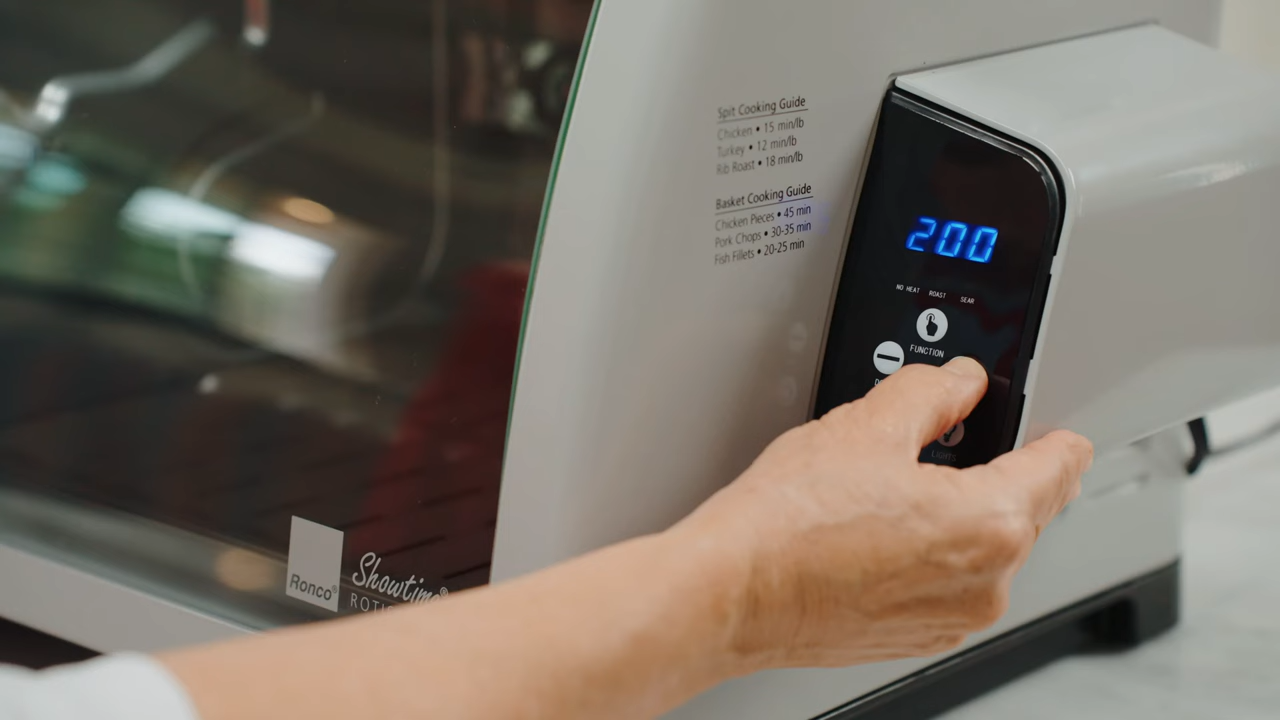 Spit Cooking Guide
Chicken • 15 min/lb
Turkey • 12 min/lb
Rib Roast • 18 min/lb
Basket Cooking Guide
Chicken Pieces • 45 min
Pork Chops • 30-35 min
Fish Fillets • 20-25 min
200
NO HEAT ROAST SEAR
FUNCTION
LIGHTS
Ronco®
Showtime®